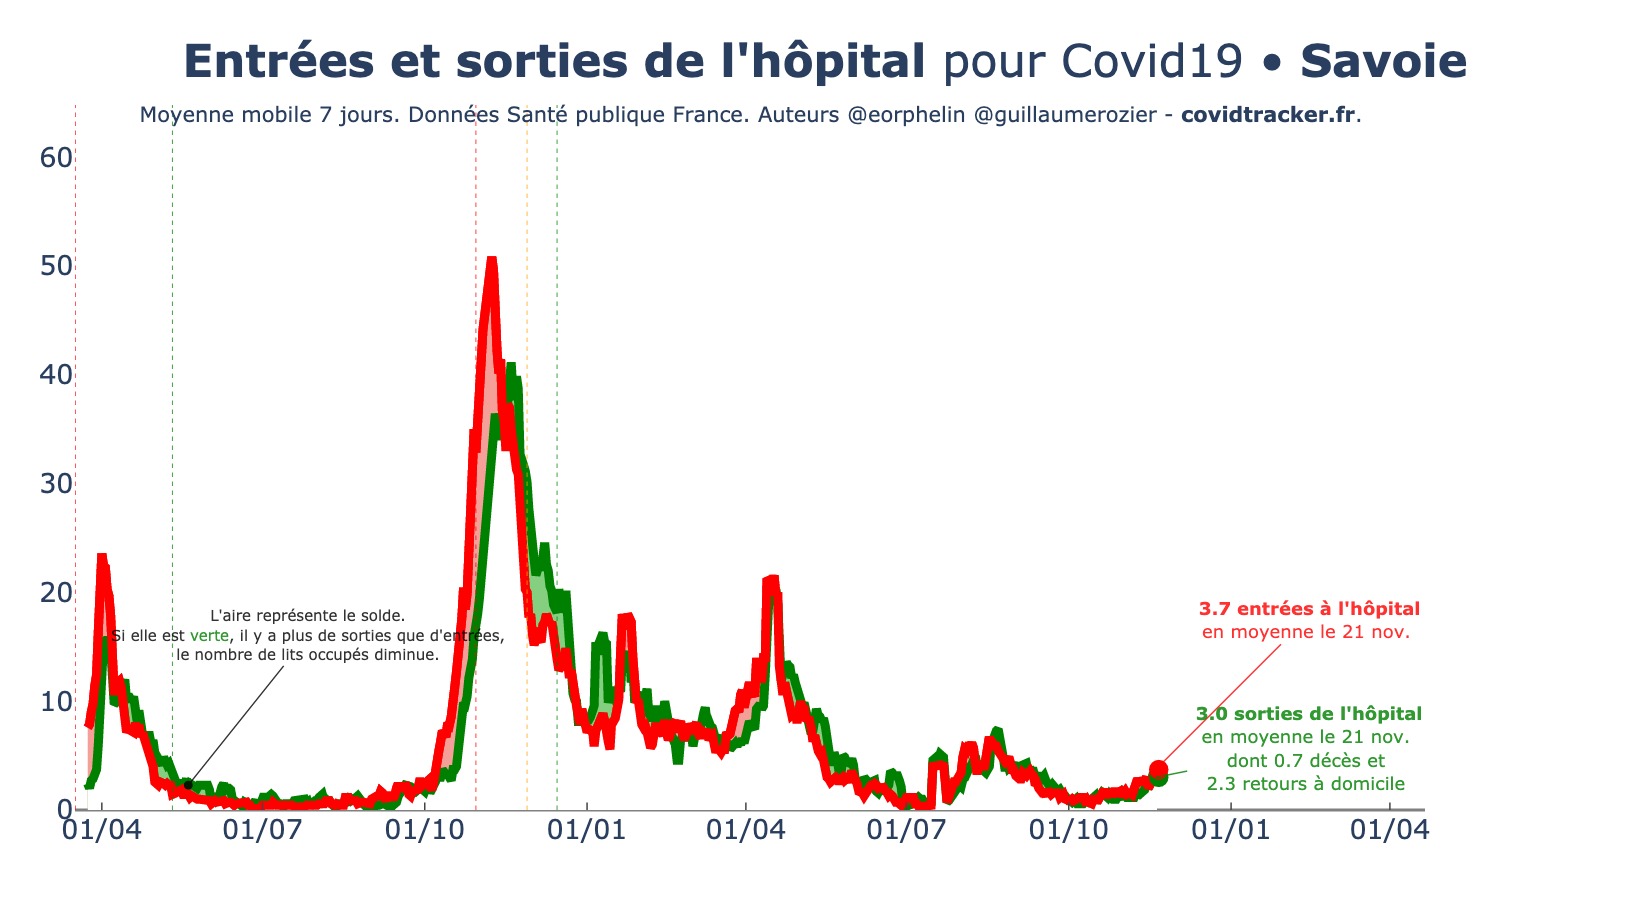 Entrées et sorties de l'hôpital pour Covid19 • Savoie
Moyenne mobile 7 jours. Données Santé publique France. Auteurs @eorphelin @guillaumerozier - covidtracker.fr.
60
50
40
30
20
10
0
L'aire représente le solde.
Si elle est verte, il y a plus de sorties que d'entrées,
le nombre de lits occupés diminue.
3.7 entrées à l'hôpital
en moyenne le 21 nov.
3.0 sorties de l'hôpital
en moyenne le 21 nov.
dont 0.7 décès et
2.3 retours à domicile
01/04 01/07 01/10 01/01 01/04 01/07 01/10 01/01 01/04